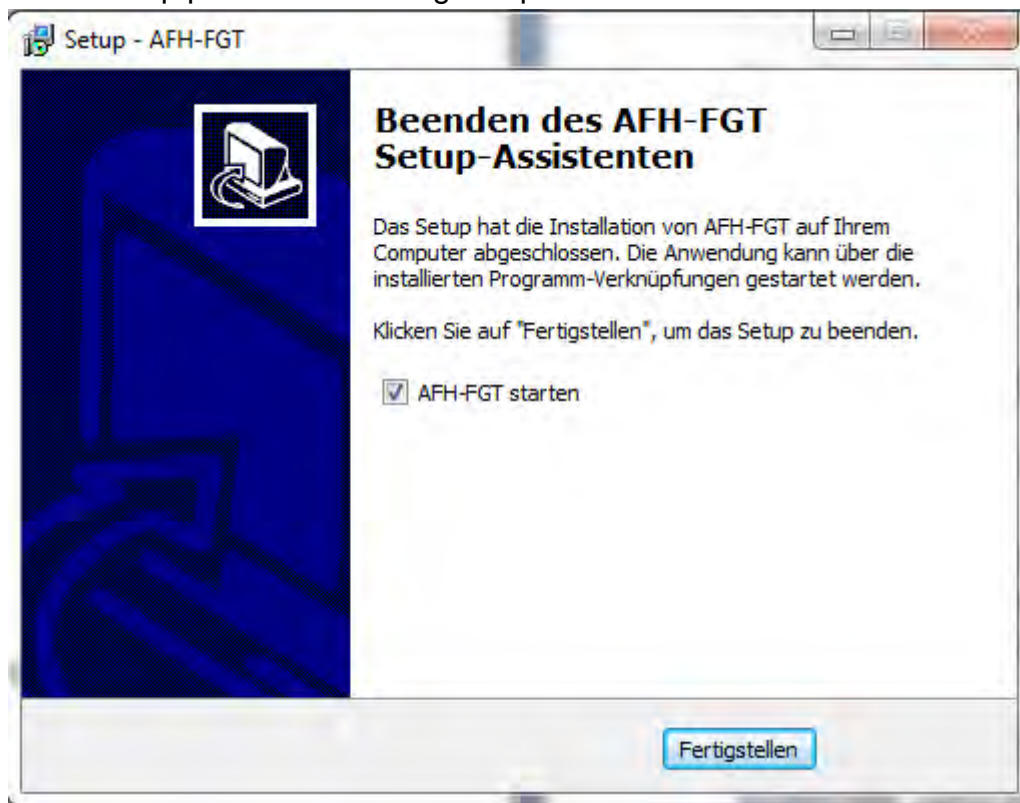 Setup - AFH-FGT
Beenden des AFH-FGT
Setup-Assistenten
Das Setup hat die Installation von AFH-FGT auf Ihrem
Computer abgeschlossen. Die Anwendung kann über die
installierten Programm-Verknüpfungen gestartet werden.
Klicken Sie auf "Fertigstellen", um das Setup zu beenden.
AFH-FGT starten
Fertigstellen